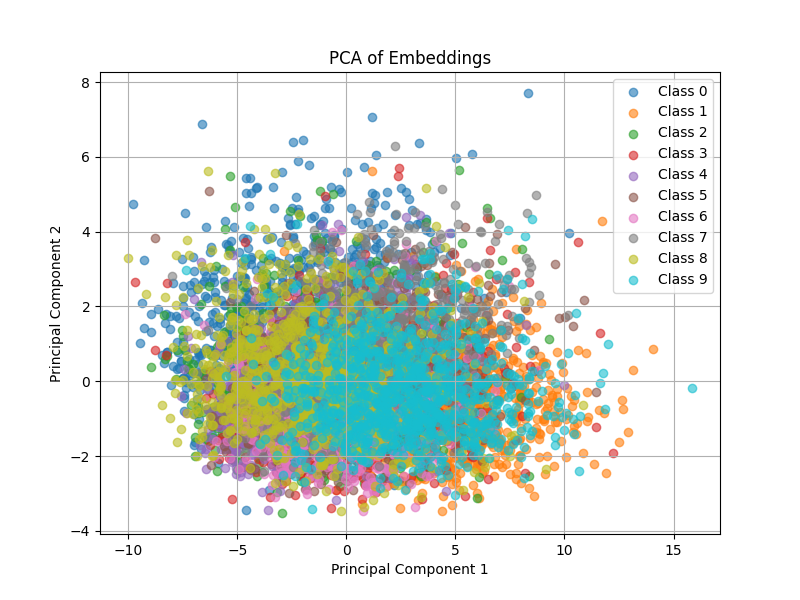 PCA of Embeddings
8
6
4
2
0
−2
−4
Principal Component 2
−10
−5
0
5
10
15
Principal Component 1
Class 0
Class 1
Class 2
Class 3
Class 4
Class 5
Class 6
Class 7
Class 8
Class 9